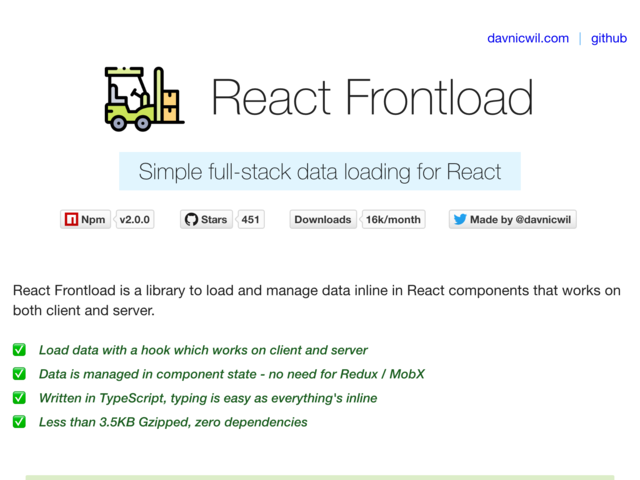 davnicwil.com | github
React Frontload
Simple full-stack data loading for React
Npm v2.0.0 Stars 451 Downloads 16k/month Made by @davnicwil
React Frontload is a library to load and manage data inline in React components that works on
both client and server.
✅ Load data with a hook which works on client and server
✅ Data is managed in component state - no need for Redux / MobX
✅ Written in TypeScript, typing is easy as everything's inline
✅ Less than 3.5KB Gzipped, zero dependencies